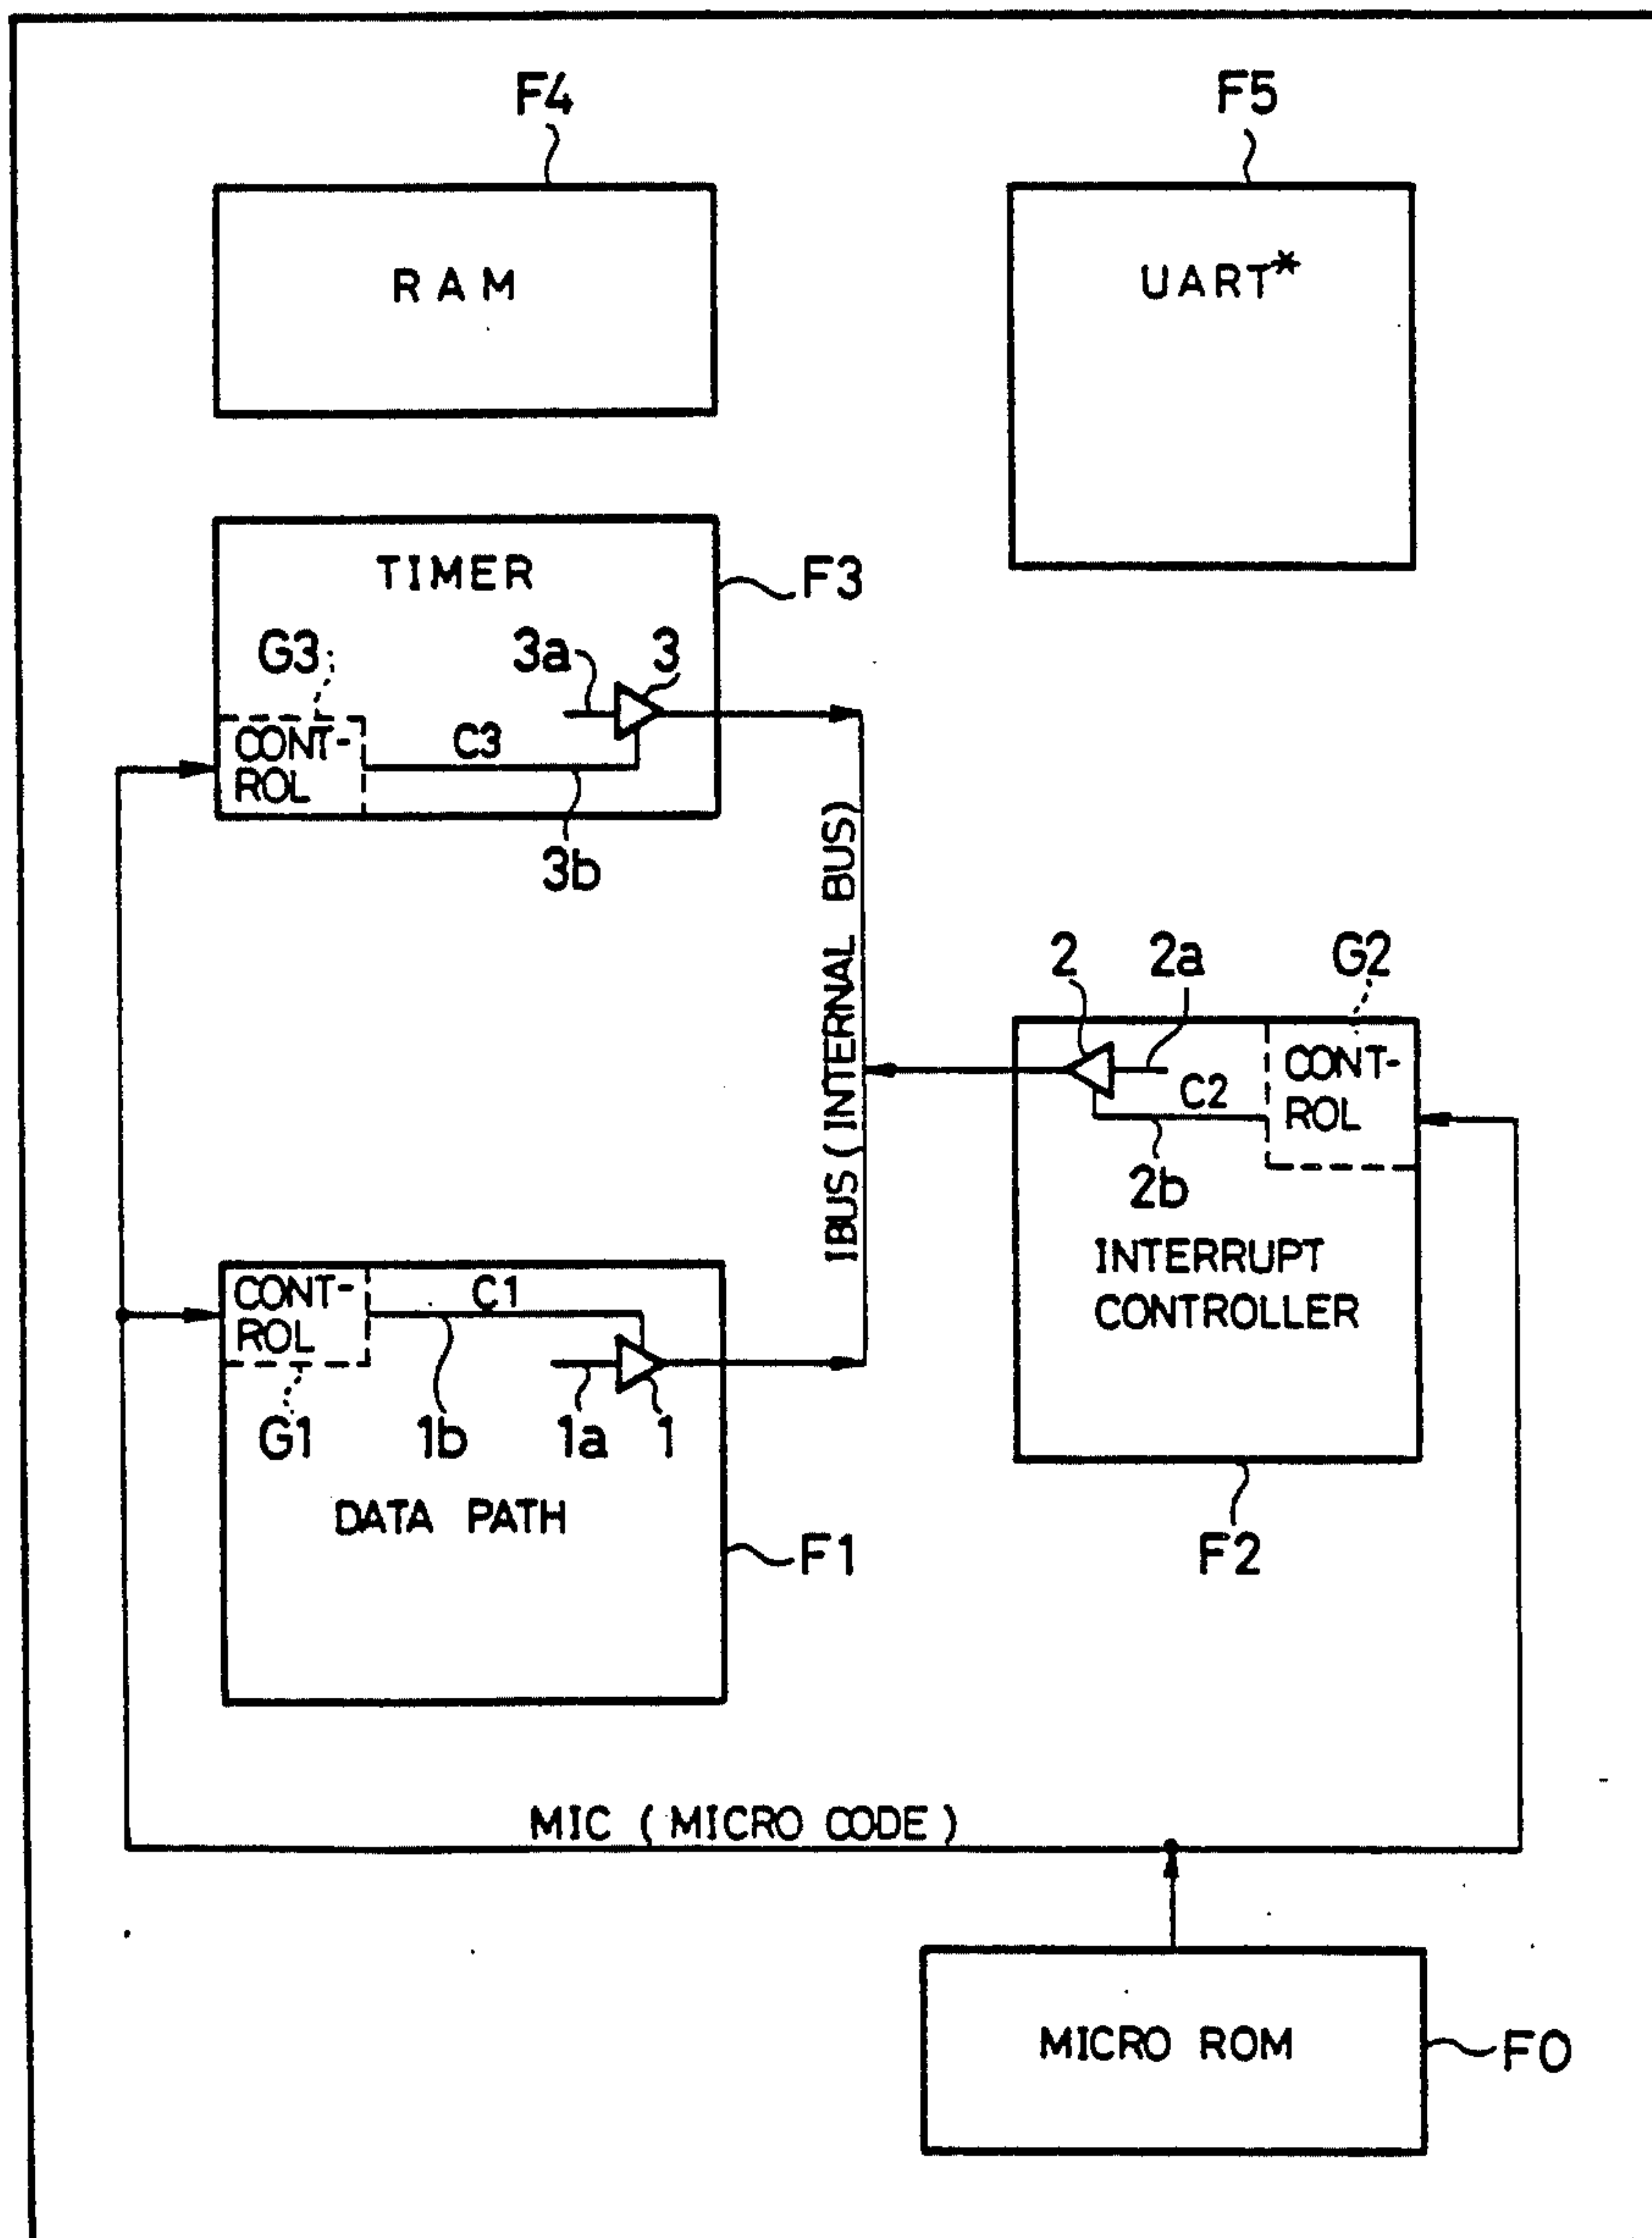 F4
F5
RAM
UART*
TIMER
F3
G3
3a
3
CONT-
ROL
C3
3b
IBUS (INTERNAL BUS)
2
2a
G2
CONT-
ROL
C2
2b
INTERRUPT
CONTROLLER
F2
CONT-
ROL
C1
G1
1b
1a
1
DATA PATH
F1
MIC ( MICRO CODE )
MICRO ROM
F0